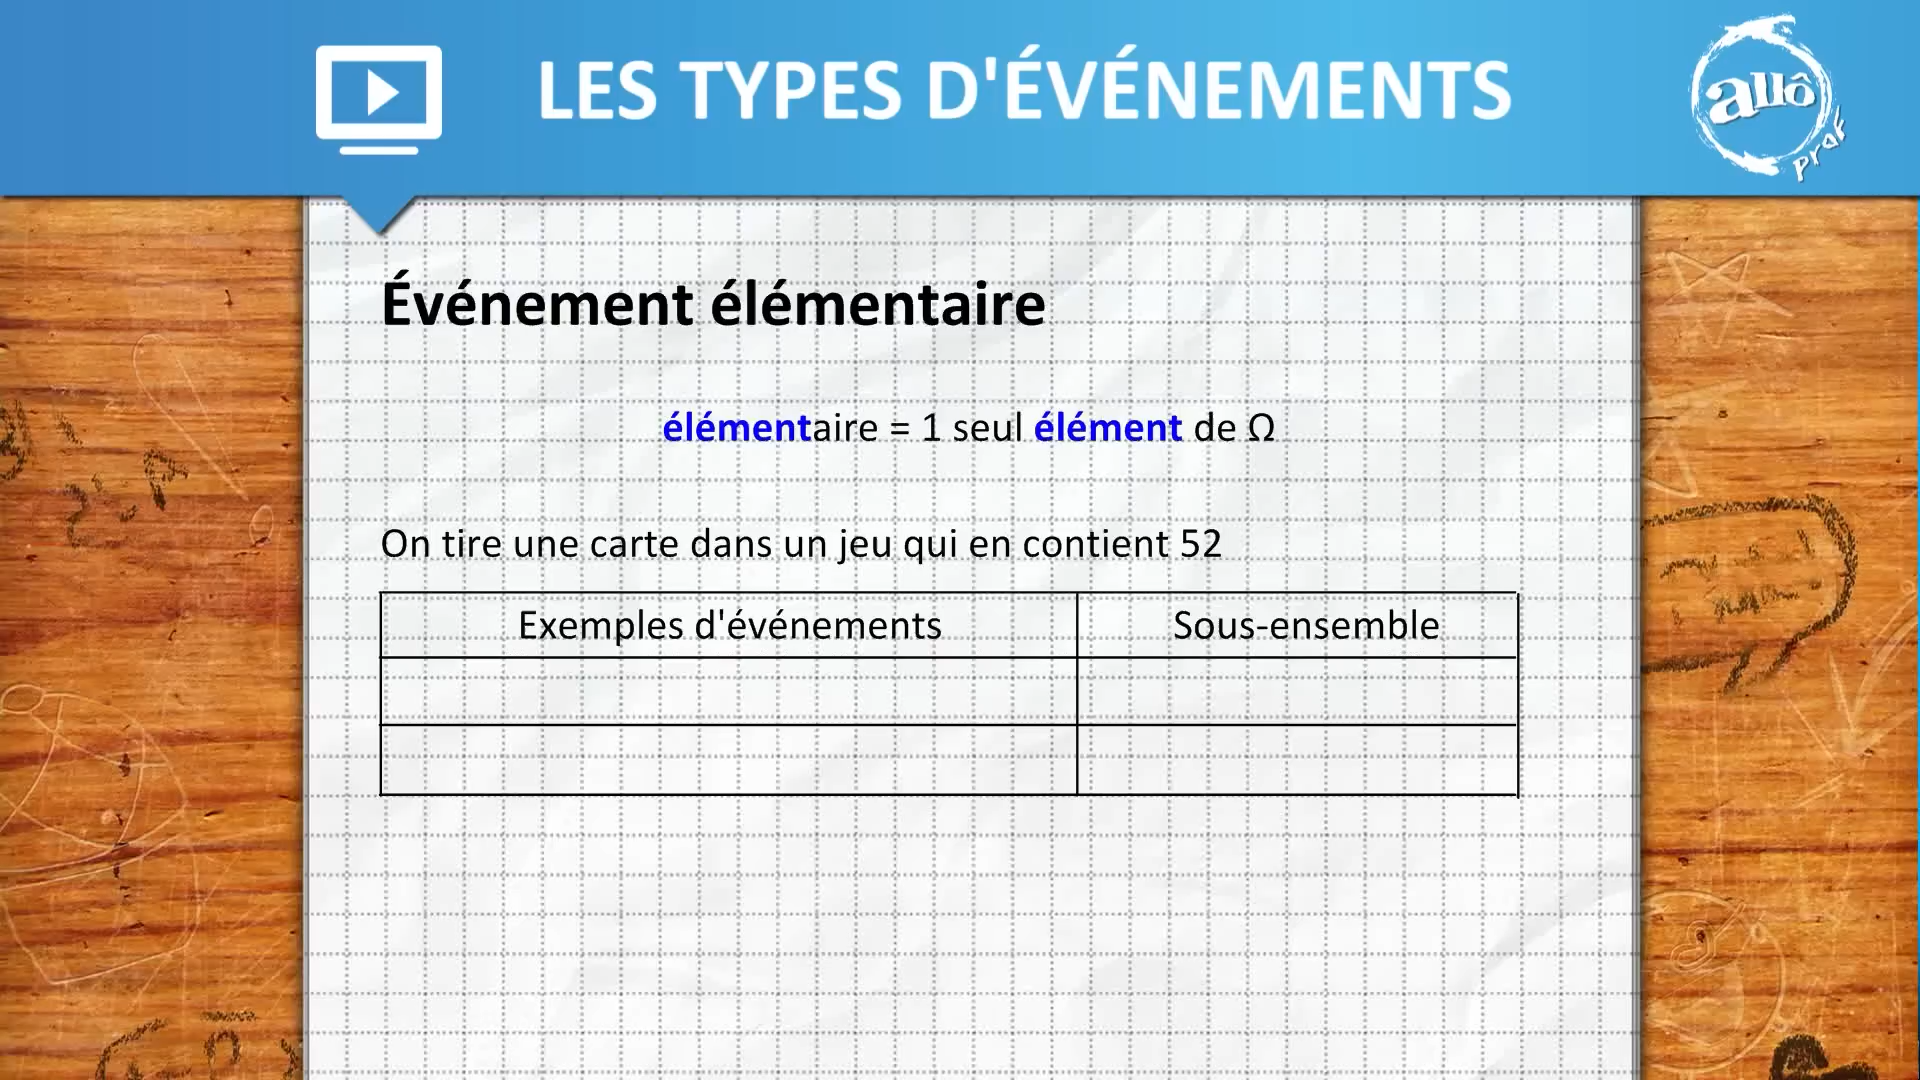 LES TYPES D'ÉVÉNEMENTS
allô
prof
Événement élémentaire
élémentaire = 1 seul élément de Ω
On tire une carte dans un jeu qui en contient 52
Exemples d'événements
Sous-ensemble